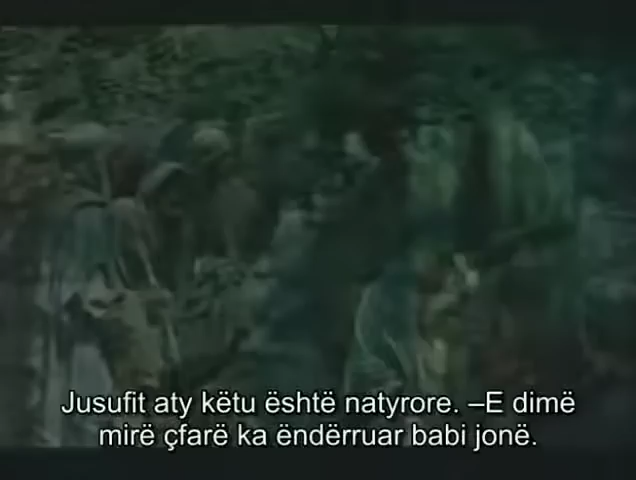 Jusufit aty këtu është natyrore. –E dimë
mirë çfarë ka ëndërruar babi jonë.